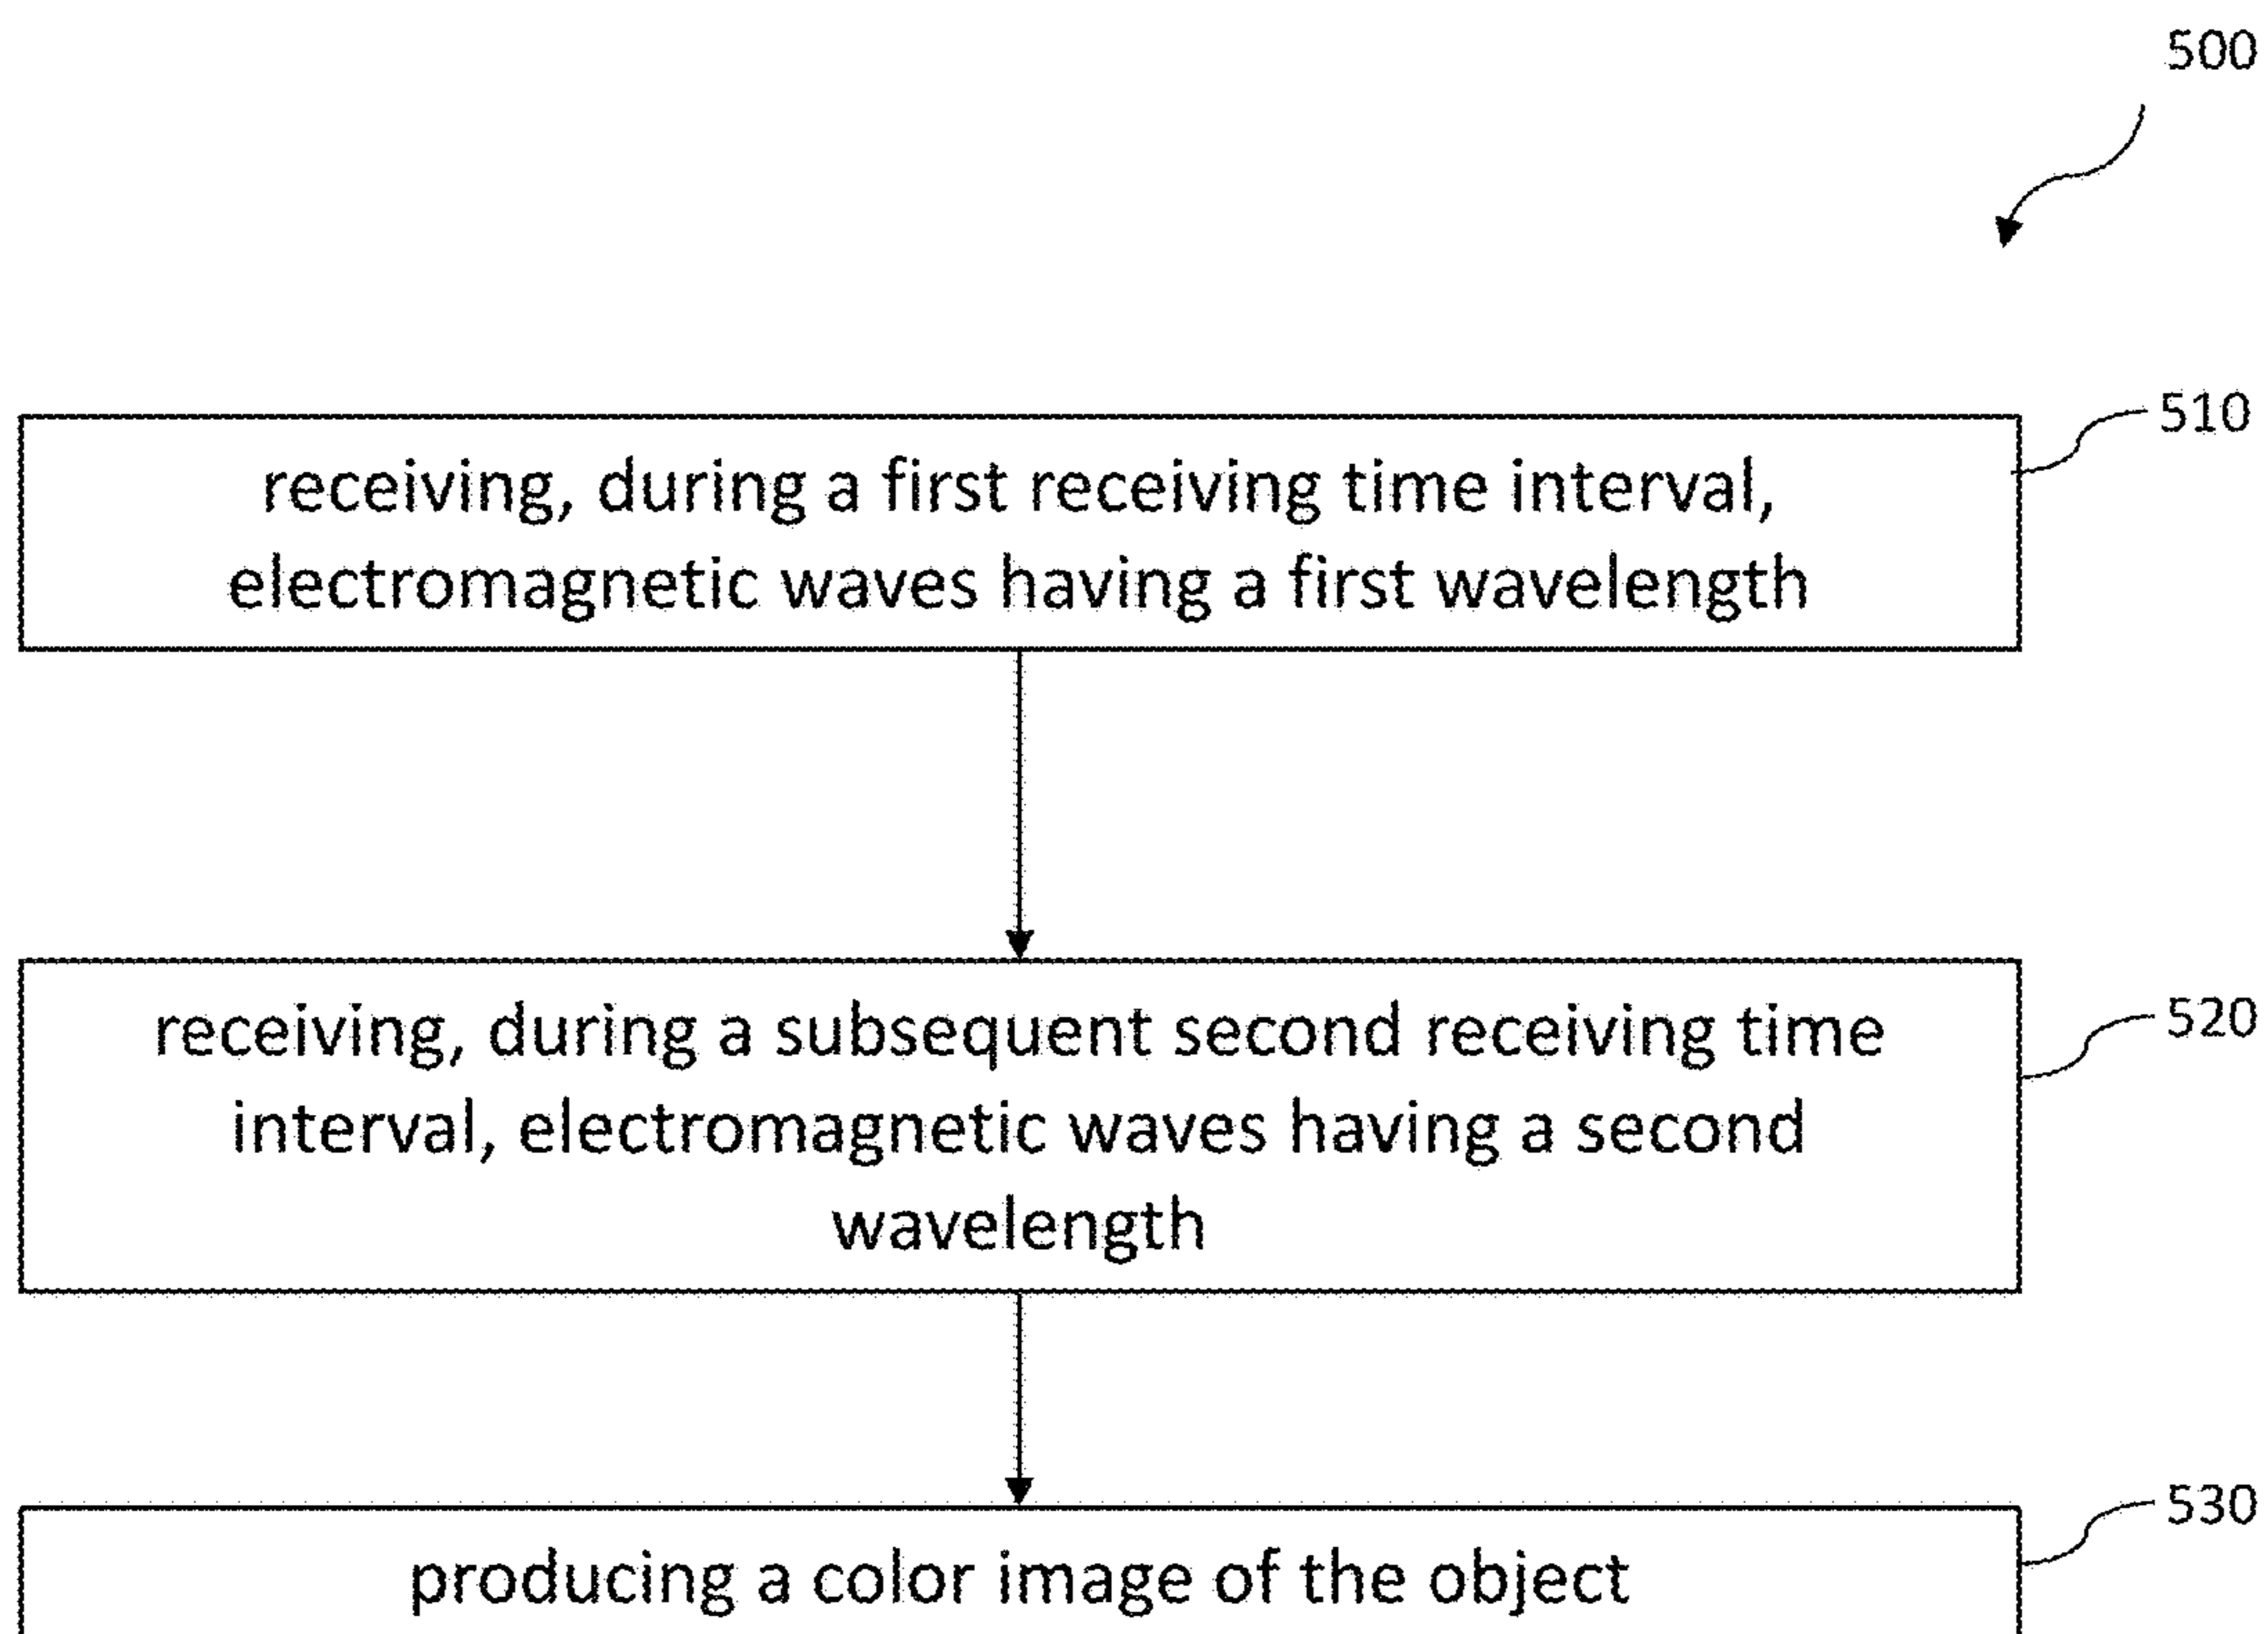 500
510
receiving, during a first receiving time interval,
electromagnetic waves having a first wavelength
520
receiving, during a subsequent second receiving time
interval, electromagnetic waves having a second
wavelength
530
producing a color image of the object